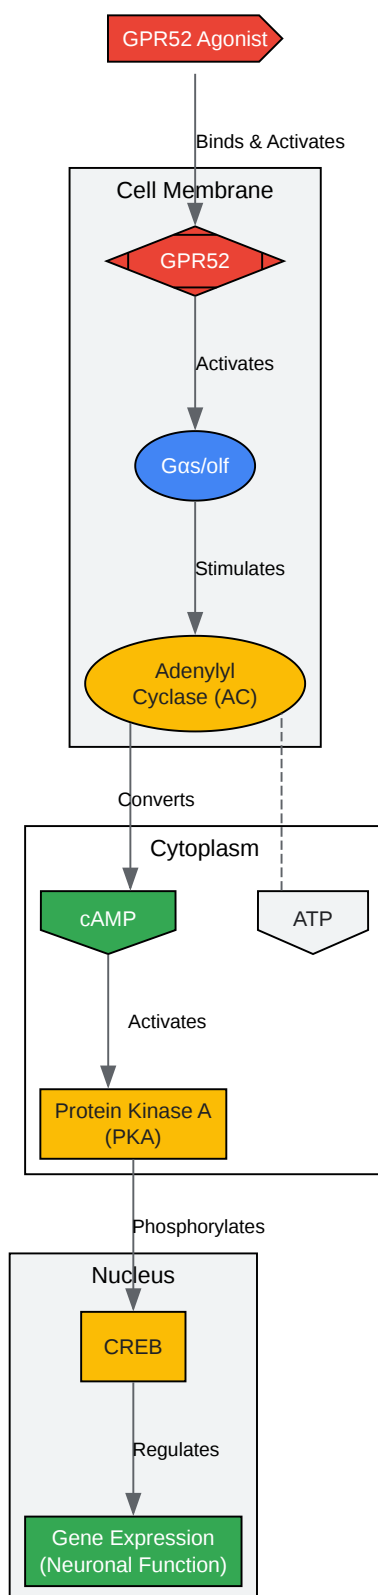 GPR52 Agonist
Binds & Activates
Cell Membrane
GPR52
Activates
Gαs/olf
Stimulates
Adenylyl
Cyclase (AC)
Converts
Cytoplasm
cAMP
ATP
Activates
Protein Kinase A
(PKA)
Phosphorylates
Nucleus
CREB
Regulates
Gene Expression
(Neuronal Function)